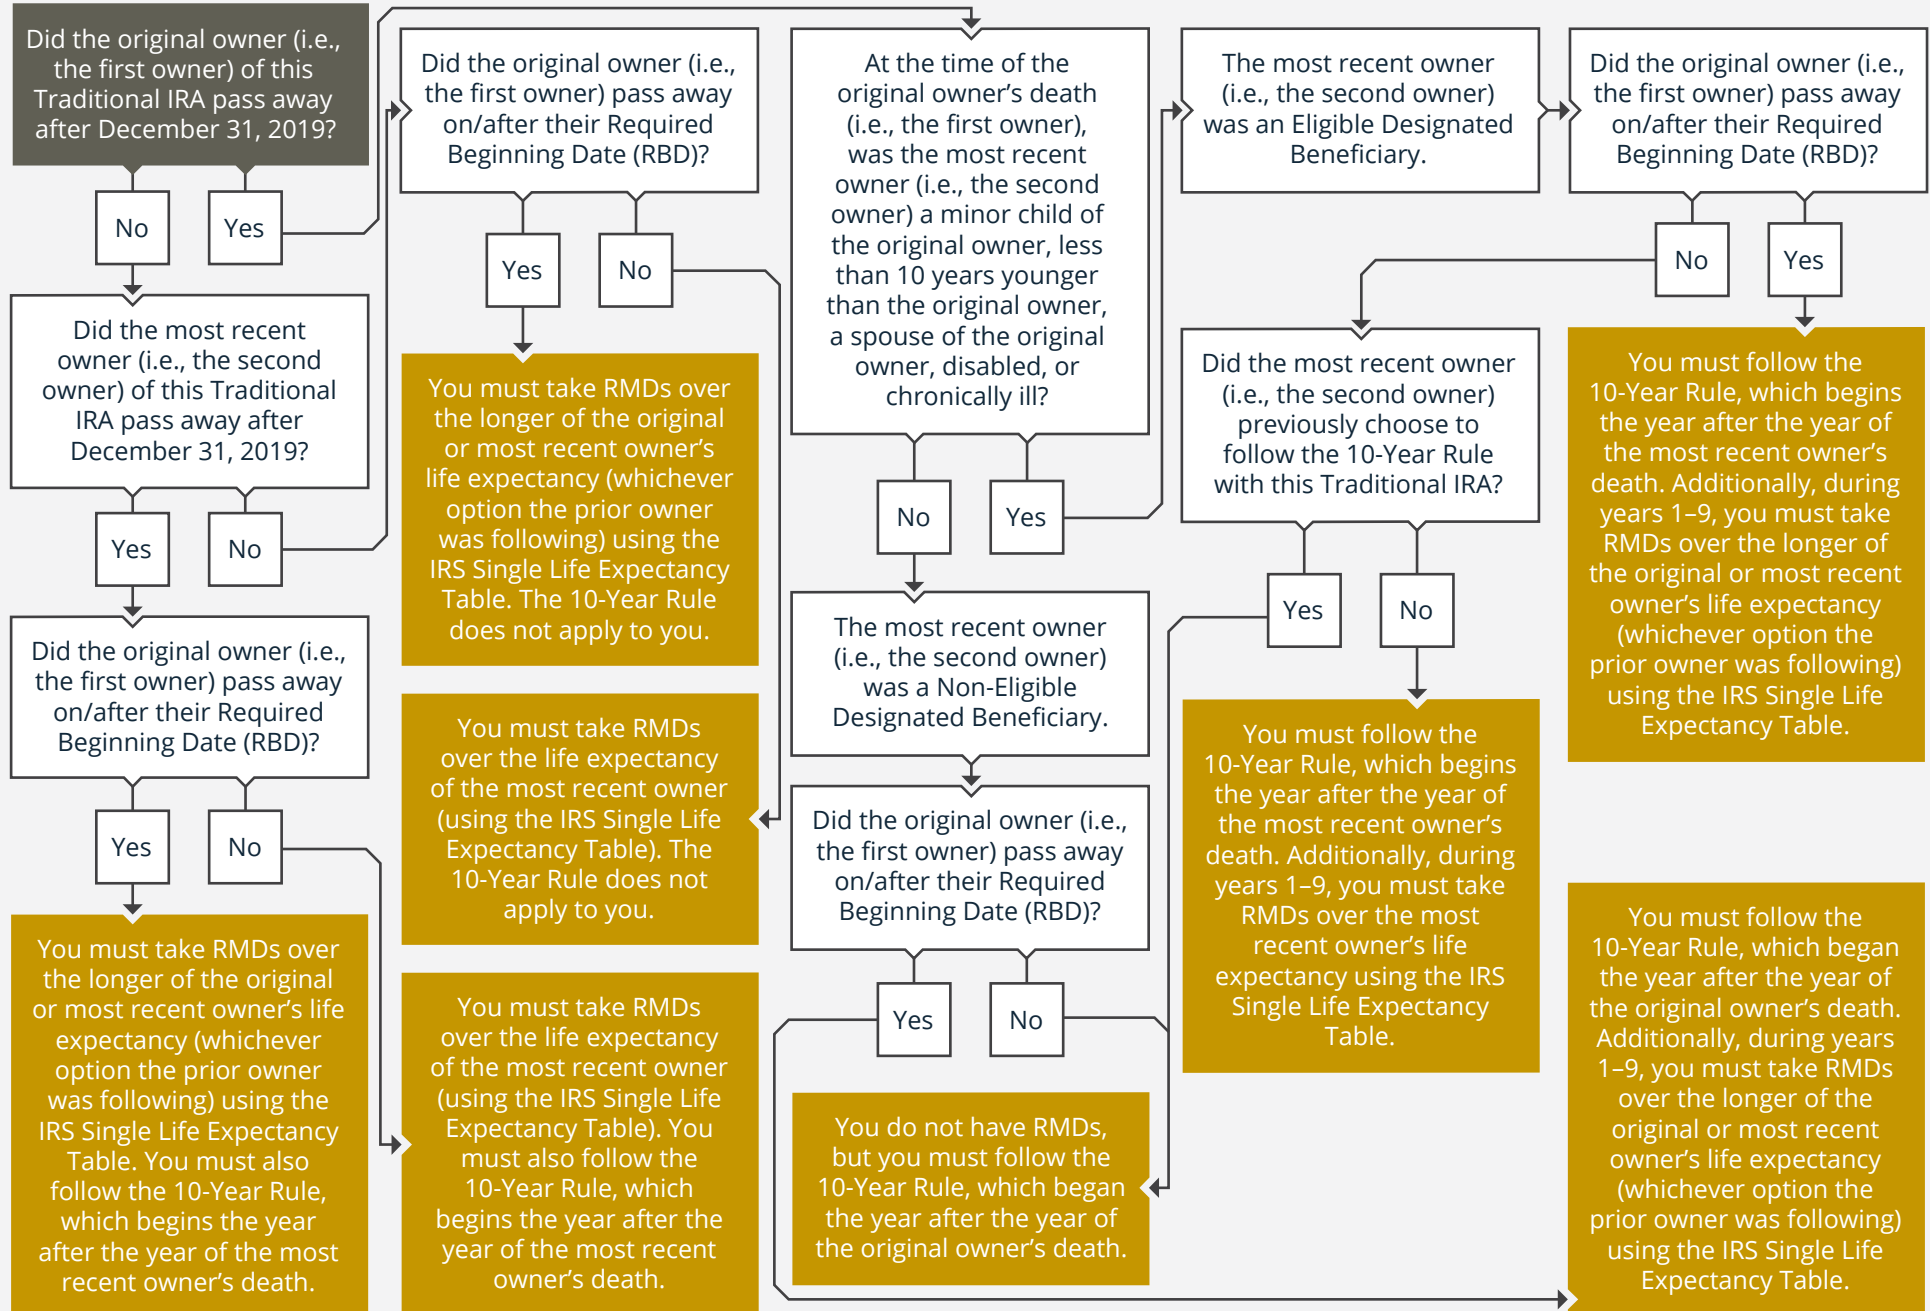 Did the original owner (i.e.,
the first owner) of this
Traditional IRA pass away
after December 31, 2019?
No
Yes
Did the most recent
owner (i.e., the second
owner) of this Traditional
IRA pass away after
December 31, 2019?
Yes
No
Did the original owner (i.e.,
the first owner) pass away
on/after their Required
Beginning Date (RBD)?
Yes
No
You must take RMDs over
the longer of the original
or most recent owner's life
expectancy (whichever
option the prior owner
was following) using the
IRS Single Life Expectancy
Table. You must also
follow the 10-Year Rule,
which begins the year
after the year of the most
recent owner's death.
Did the original owner (i.e.,
the first owner) pass away
on/after their Required
Beginning Date (RBD)?
Yes
No
You must take RMDs over
the longer of the original
or most recent owner's
life expectancy (whichever
option the prior owner
was following) using the
IRS Single Life Expectancy
Table. The 10-Year Rule
does not apply to you.
You must take RMDs
over the life expectancy
of the most recent owner
(using the IRS Single Life
Expectancy Table). The
10-Year Rule does not
apply to you.
You must take RMDs
over the life expectancy
of the most recent owner
(using the IRS Single Life
Expectancy Table). You
must also follow the
10-Year Rule, which
begins the year after the
year of the most recent
owner's death.
At the time of the
original owner's death
(i.e., the first owner),
was the most recent
owner (i.e., the second
owner) a minor child of
the original owner, less
than 10 years younger
than the original owner,
a spouse of the original
owner, disabled, or
chronically ill?
No
Yes
The most recent owner
(i.e., the second owner)
was a Non-Eligible
Designated Beneficiary.
Did the original owner (i.e.,
the first owner) pass away
on/after their Required
Beginning Date (RBD)?
Yes
No
You do not have RMDs,
but you must follow the
10-Year Rule, which began
the year after the year of
the original owner's death.
The most recent owner
(i.e., the second owner)
was an Eligible Designated
Beneficiary.
Did the most recent owner
(i.e., the second owner)
previously choose to
follow the 10-Year Rule
with this Traditional IRA?
Yes
No
You must follow the
10-Year Rule, which begins
the year after the year of
the most recent owner's
death. Additionally, during
years 1–9, you must take
RMDs over the most
recent owner's life
expectancy using the IRS
Single Life Expectancy
Table.
Did the original owner (i.e.,
the first owner) pass away
on/after their Required
Beginning Date (RBD)?
No
Yes
You must follow the
10-Year Rule, which begins
the year after the year of
the most recent owner's
death. Additionally, during
years 1–9, you must take
RMDs over the longer of
the original or most recent
owner's life expectancy
(whichever option the
prior owner was following)
using the IRS Single Life
Expectancy Table.
You must follow the
10-Year Rule, which began
the year after the year of
the original owner's death.
Additionally, during years
1–9, you must take RMDs
over the longer of the
original or most recent
owner's life expectancy
(whichever option the
prior owner was following)
using the IRS Single Life
Expectancy Table.